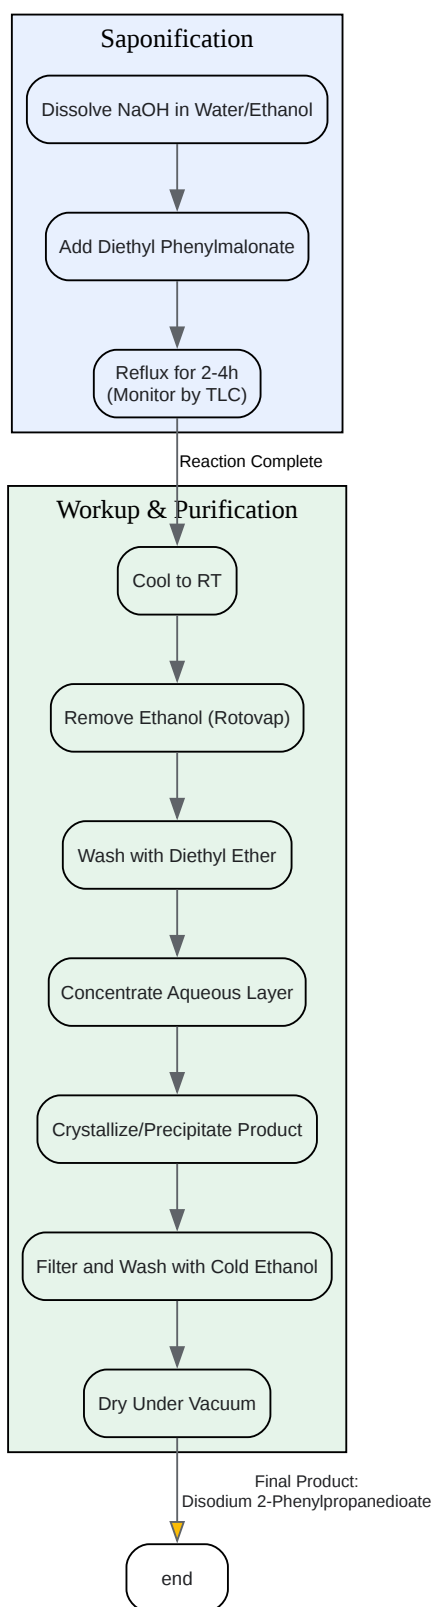 Saponification
Dissolve NaOH in Water/Ethanol
Add Diethyl Phenylmalonate
Reflux for 2-4h
(Monitor by TLC)
Reaction Complete
Workup & Purification
Cool to RT
Remove Ethanol (Rotovap)
Wash with Diethyl Ether
Concentrate Aqueous Layer
Crystallize/Precipitate Product
Filter and Wash with Cold Ethanol
Dry Under Vacuum
Final Product:
Disodium 2-Phenylpropanedioate
end